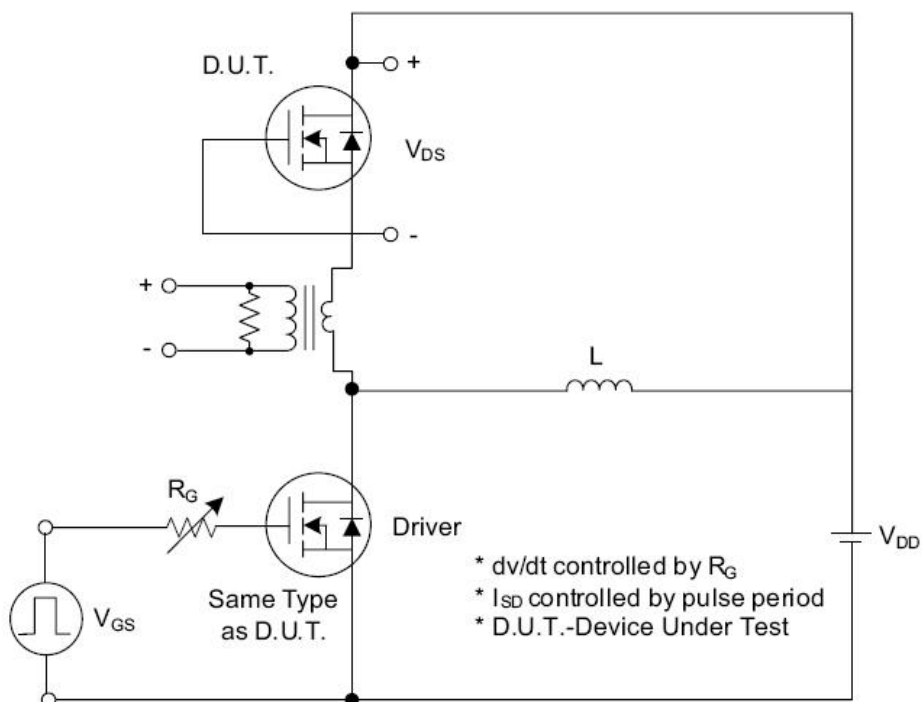 D.U.T.
+
V_DS
-
+
-
L
R_G
Driver
V_DD
V_GS
Same Type
as D.U.T.
* dv/dt controlled by R_G
* I_SD controlled by pulse period
* D.U.T.-Device Under Test